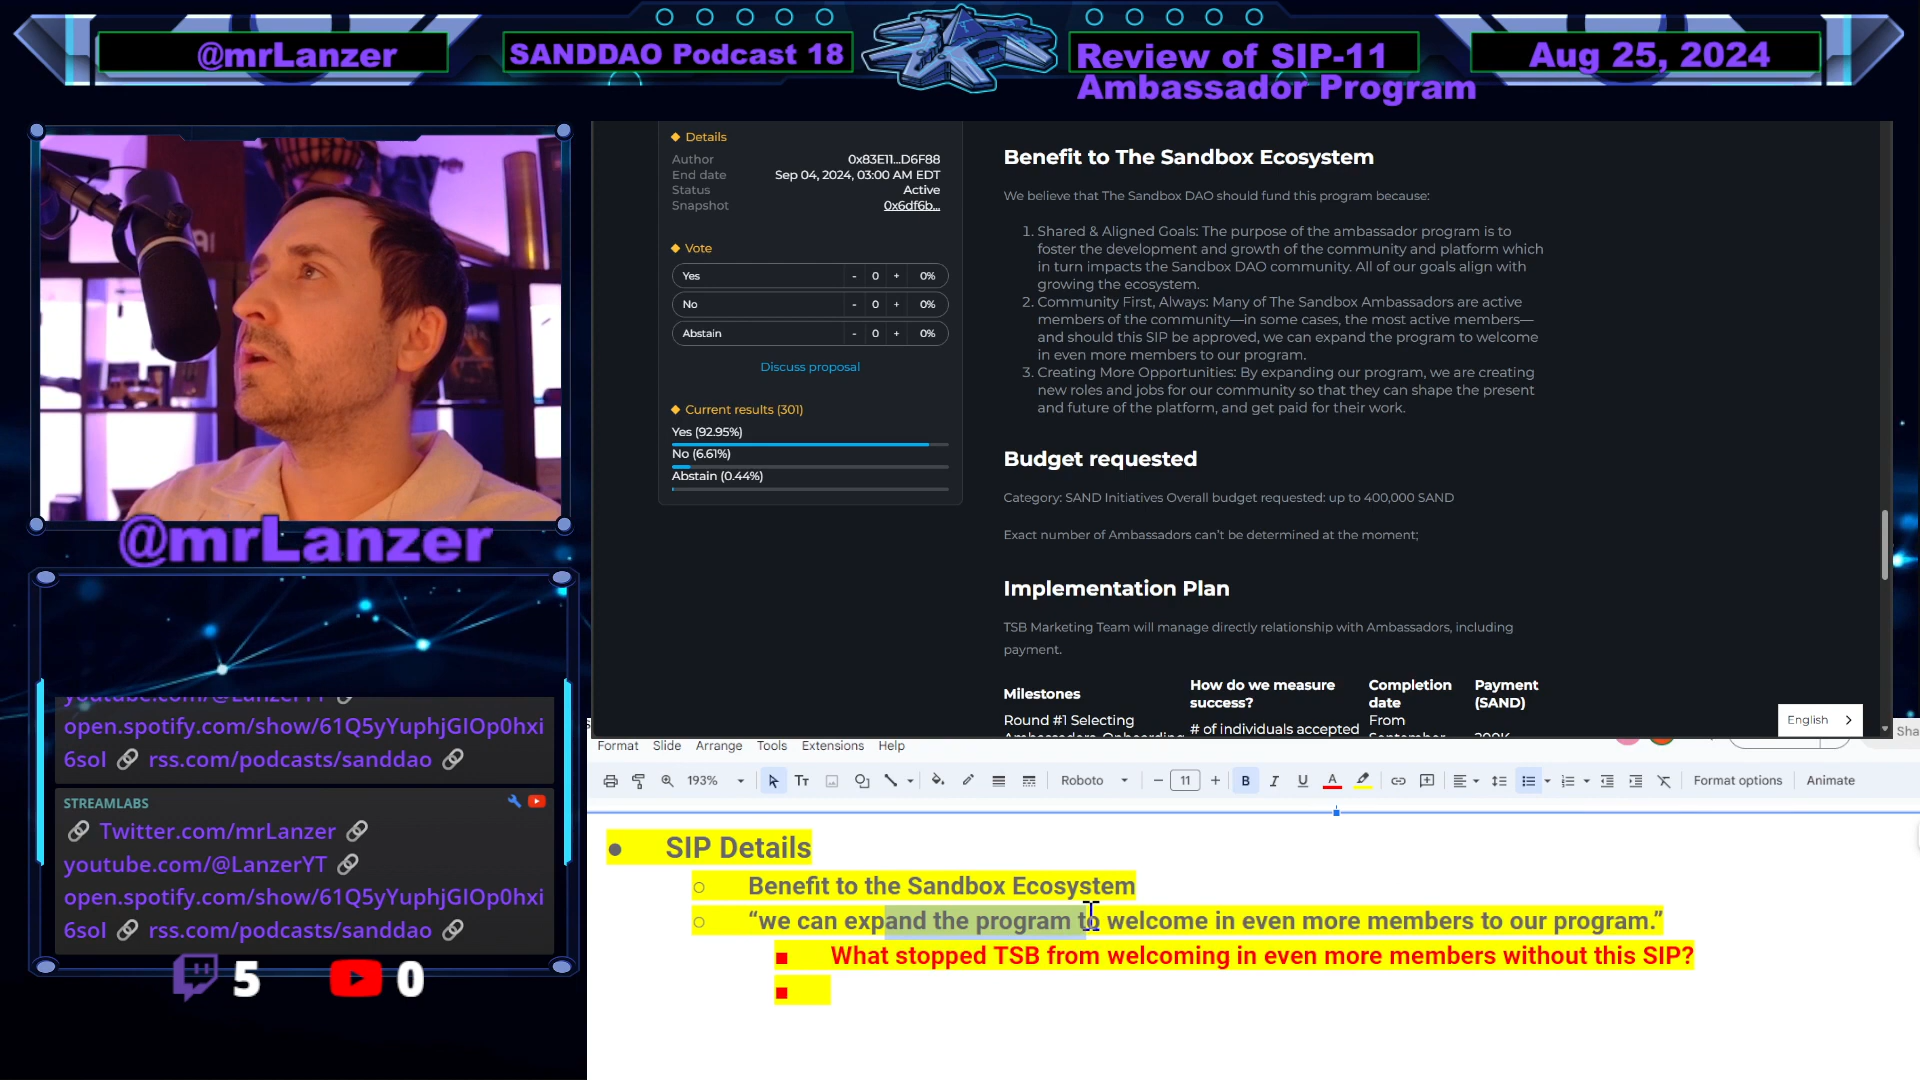 @mrLanzer
SANDDAO Podcast 18
Review of SIP-11
Ambassador Program
Aug 25, 2024
Details
Author 0x83E11...D6F88
End date Sep 04, 2024, 03:00 AM EDT
Status Active
Snapshot 0x6df6b...
Vote
Yes - 0 + 0%
No - 0 + 0%
Abstain - 0 + 0%
Discuss proposal
Current results (301)
Yes (92.95%)
No (6.61%)
Abstain (0.44%)
Benefit to The Sandbox Ecosystem
We believe that The Sandbox DAO should fund this program because:
1. Shared & Aligned Goals: The purpose of the ambassador program is to
foster the development and growth of the community and platform which
in turn impacts the Sandbox DAO community. All of our goals align with
growing the ecosystem.
2. Community First, Always: Many of The Sandbox Ambassadors are active
members of the community—in some cases, the most active members—
and should this SIP be approved, we can expand the program to welcome
in even more members to our program.
3. Creating More Opportunities: By expanding our program, we are creating
new roles and jobs for our community so that they can shape the present
and future of the platform, and get paid for their work.
Budget requested
Category: SAND Initiatives Overall budget requested: up to 400,000 SAND
Exact number of Ambassadors can't be determined at the moment;
Implementation Plan
TSB Marketing Team will manage directly relationship with Ambassadors, including
payment.
Milestones
How do we measure
success?
Completion
date
Payment
(SAND)
Round #1 Selecting
Ambassadors, Onboarding
# of individuals accepted
From
September
200K
English
@mrLanzer
youtube.com/@LanzerYT
open.spotify.com/show/61Q5yYuphjGIOp0hxi
6sol rss.com/podcasts/sanddao
STREAMLABS
Twitter.com/mrLanzer
youtube.com/@LanzerYT
open.spotify.com/show/61Q5yYuphjGIOp0hxi
6sol rss.com/podcasts/sanddao
5 0
Format Slide Arrange Tools Extensions Help
Sha
193% Tt Roboto - 11 + B I U A Format options Animate
SIP Details
Benefit to the Sandbox Ecosystem
“we can expand the program to welcome in even more members to our program.”
What stopped TSB from welcoming in even more members without this SIP?